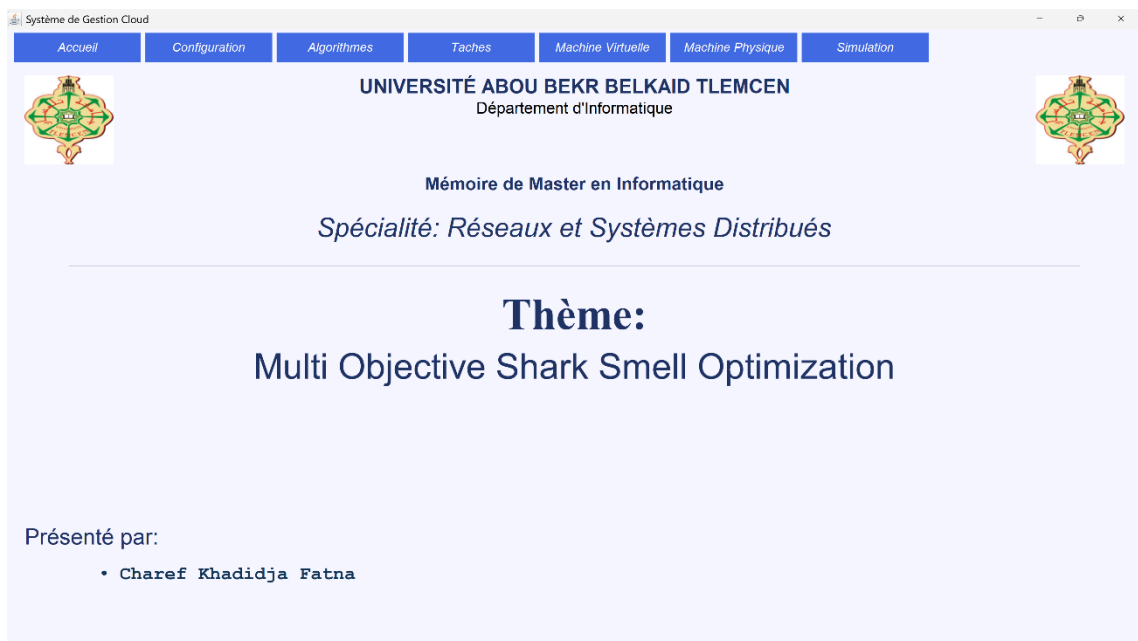 Système de Gestion Cloud
Accueil Configuration Algorithmes Taches Machine Virtuelle Machine Physique Simulation
UNIVERSITÉ ABOU BEKR BELKAID TLEMCEN
Département d'Informatique
Mémoire de Master en Informatique
Spécialité: Réseaux et Systèmes Distribués
Thème:
Multi Objective Shark Smell Optimization
Présenté par:
• Charef Khadidja Fatna